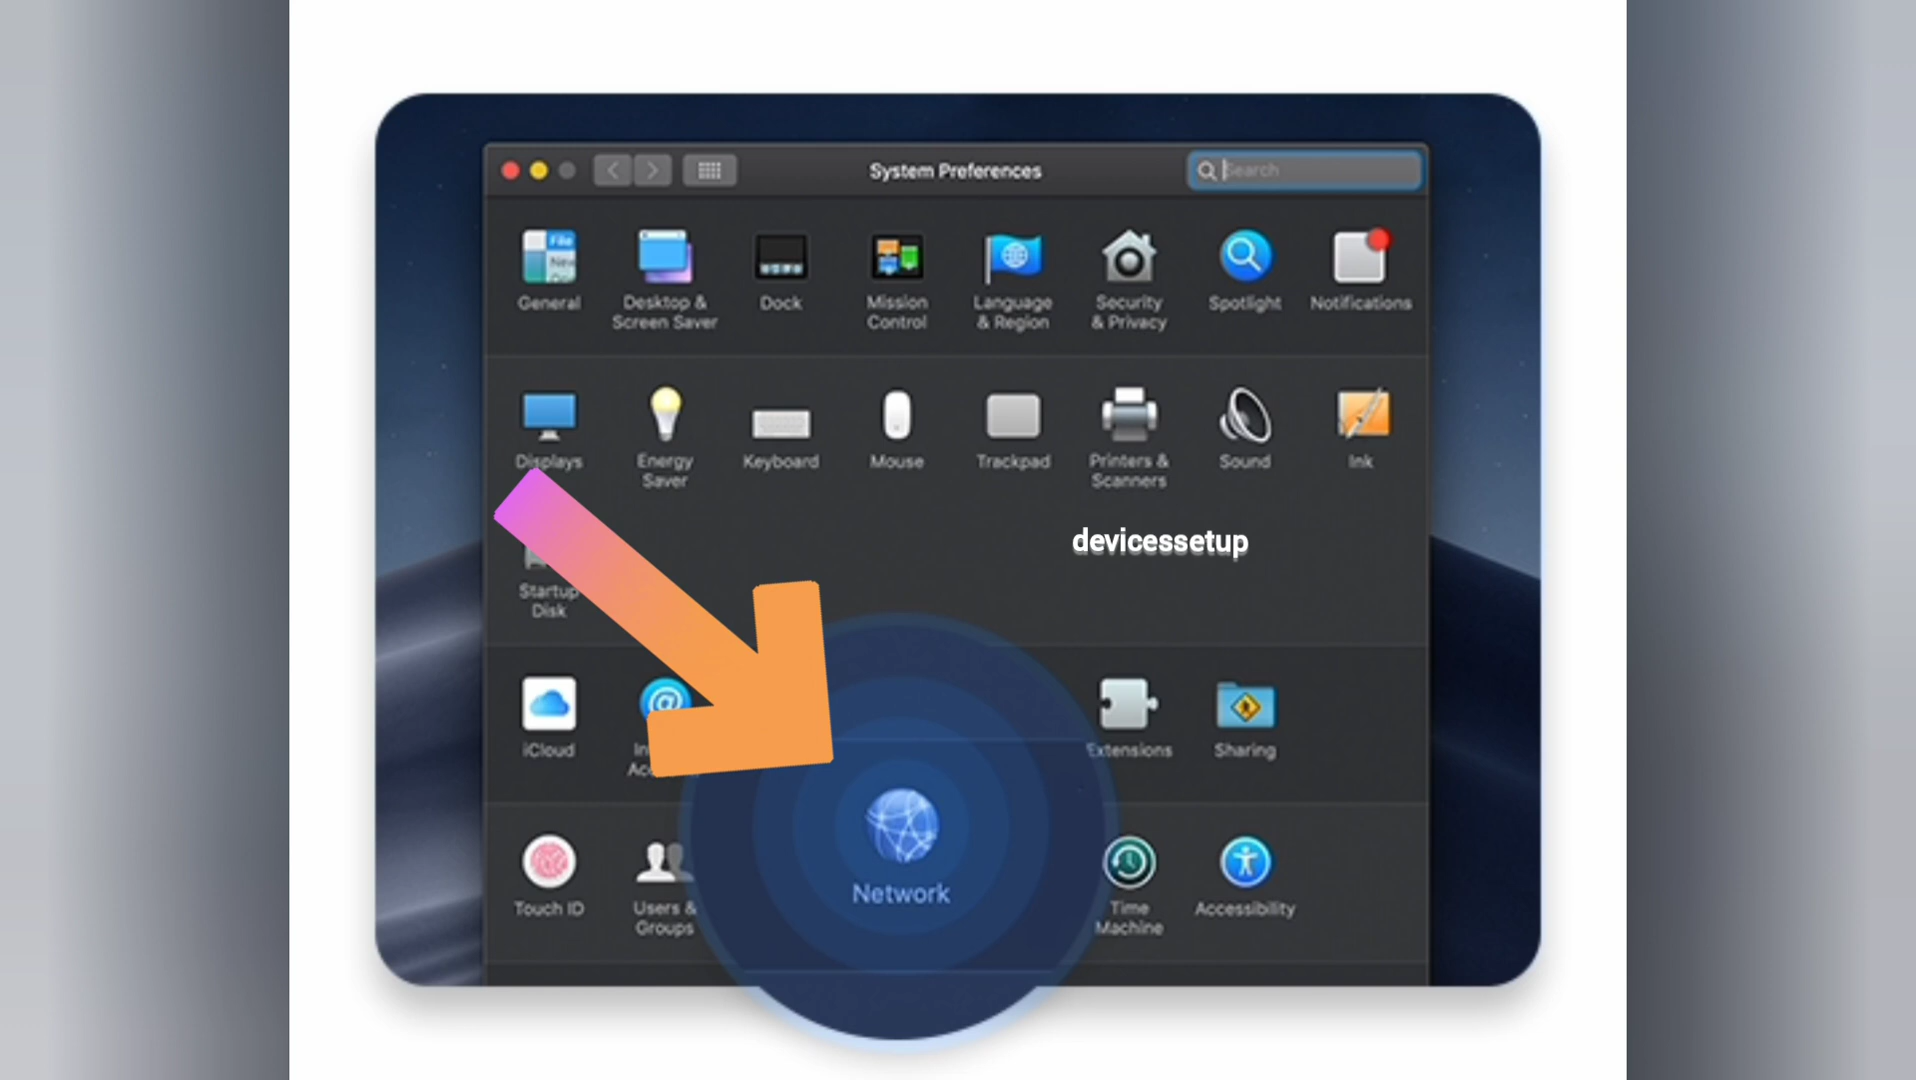 System Preferences
Search
File
New
General
Desktop &
Screen Saver
Dock
Mission
Control
Language
& Region
Security
& Privacy
Spotlight
Notifications
Displays
Energy
Saver
Keyboard
Mouse
Trackpad
Printers &
Scanners
Sound
Ink
devicessetup
Startup
Disk
iCloud
Extensions
Sharing
Touch ID
Users &
Groups
Network
Time
Machine
Accessibility